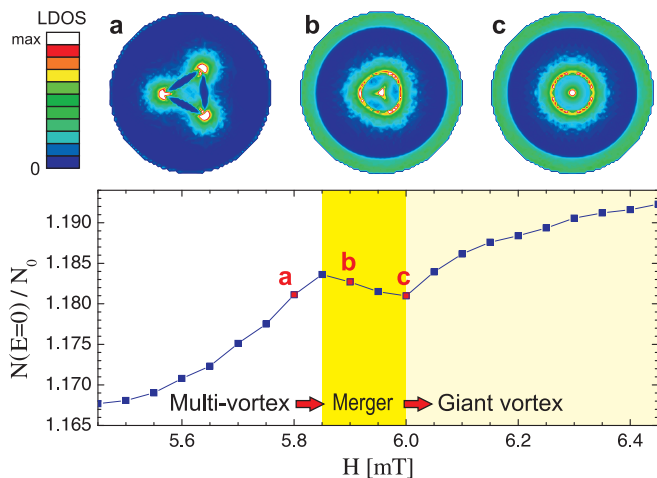 LDOS
max
0
a
b
c
N(E=0) / N₀
1.190
1.185
1.180
1.175
1.170
1.165
a
b
c
Multi-vortex
Merger
Giant vortex
5.6
5.8
6.0
6.2
6.4
H [mT]